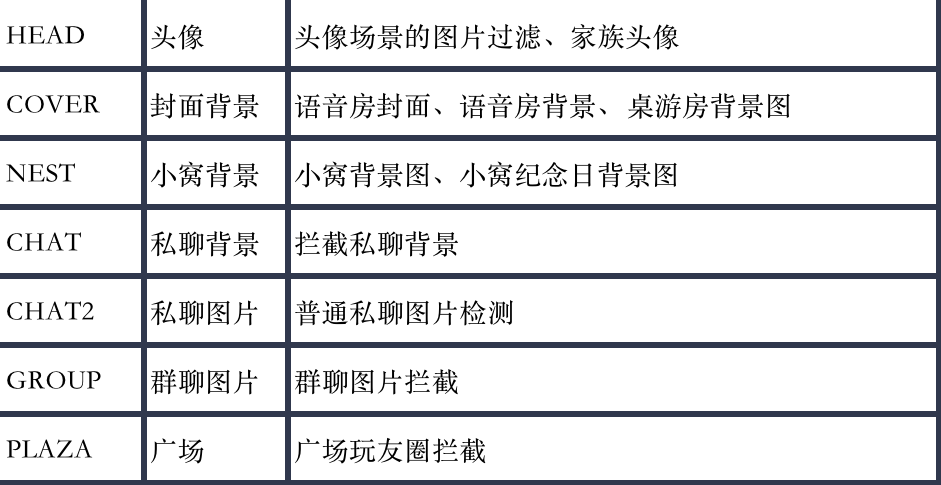 HEAD 头像 头像场景的图片过滤、家族头像
COVER 封面背景 语音房封面、语音房背景、桌游房背景图
NEST 小窝背景 小窝背景图、小窝纪念日背景图
CHAT 私聊背景 拦截私聊背景
CHAT2 私聊图片 普通私聊图片检测
GROUP 群聊图片 群聊图片拦截
PLAZA 广场 广场玩友圈拦截